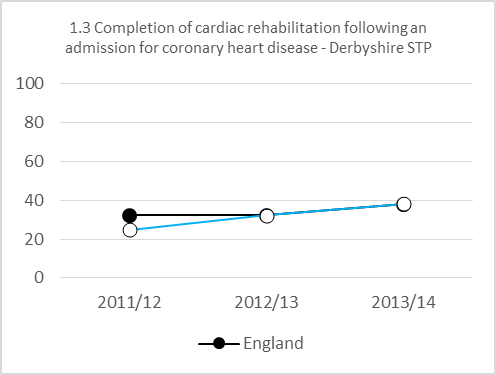 1.3 Completion of cardiac rehabilitation following an
admission for coronary heart disease - Derbyshire STP
100
80
60
40
20
0
2011/12 2012/13 2013/14
England